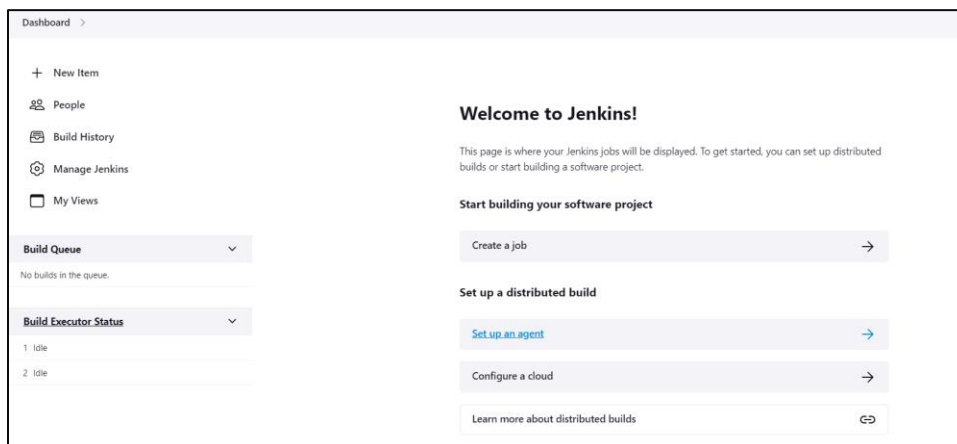 Dashboard >
New Item
People
Build History
Manage Jenkins
My Views
Build Queue
No builds in the queue.
Build Executor Status
1 Idle
2 Idle
Welcome to Jenkins!
This page is where your Jenkins jobs will be displayed. To get started, you can set up distributed
builds or start building a software project.
Start building your software project
Create a job
Set up a distributed build
Set up an agent
Configure a cloud
Learn more about distributed builds